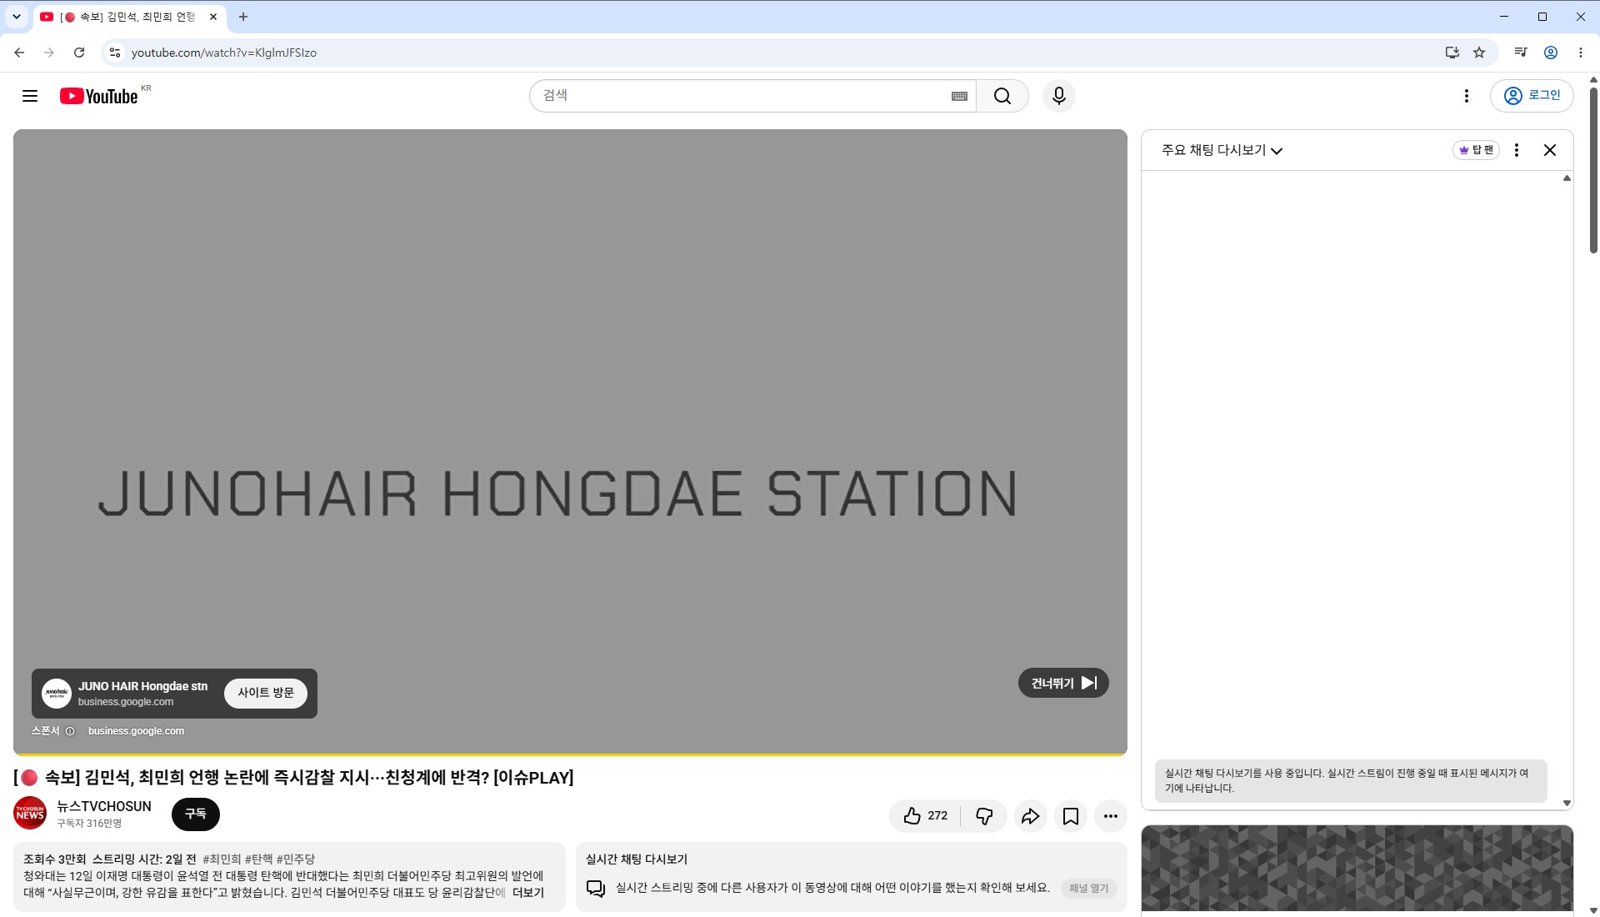 [🔴 속보] 김민석, 최민희 언행
youtube.com/watch?v=KlglmJFSIzo
YouTube KR
검색
로그인
주요 채팅 다시보기
탑 팬
JUNOHAIR HONGDAE STATION
JUNO HAIR Hongdae stn
business.google.com
사이트 방문
건너뛰기
스폰서 business.google.com
실시간 채팅 다시보기를 사용 중입니다. 실시간 스트림이 진행 중일 때 표시된 메시지가 여
기에 나타납니다.
[🔴 속보] 김민석, 최민희 언행 논란에 즉시감찰 지시…친청계에 반격? [이슈PLAY]
TVCHOSUN
NEWS
뉴스TVCHOSUN
구독자 316만명
구독
272
조회수 3만회 스트리밍 시간: 2일 전 #최민희 #탄핵 #민주당
청와대는 12일 이재명 대통령이 윤석열 전 대통령 탄핵에 반대했다는 최민희 더불어민주당 최고위원의 발언에
대해 “사실무근이며, 강한 유감을 표한다”고 밝혔습니다. 김민석 더불어민주당 대표도 당 윤리감찰단에 더보기
실시간 채팅 다시보기
실시간 스트리밍 중에 다른 사용자가 이 동영상에 대해 어떤 이야기를 했는지 확인해 보세요.
패널 열기